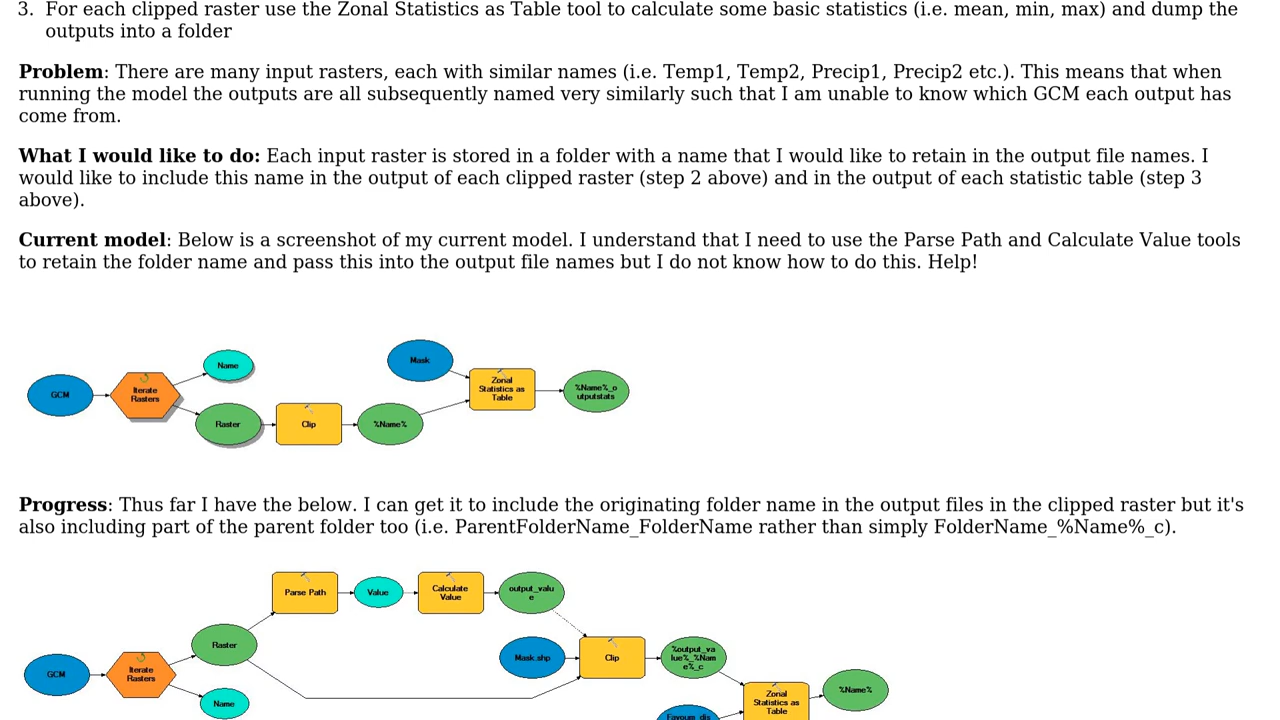 3. For each clipped raster use the Zonal Statistics as Table tool to calculate some basic statistics (i.e. mean, min, max) and dump the
outputs into a folder
Problem: There are many input rasters, each with similar names (i.e. Temp1, Temp2, Precip1, Precip2 etc.). This means that when
running the model the outputs are all subsequently named very similarly such that I am unable to know which GCM each output has
come from.
What I would like to do: Each input raster is stored in a folder with a name that I would like to retain in the output file names. I
would like to include this name in the output of each clipped raster (step 2 above) and in the output of each statistic table (step 3
above).
Current model: Below is a screenshot of my current model. I understand that I need to use the Parse Path and Calculate Value tools
to retain the folder name and pass this into the output file names but I do not know how to do this. Help!
GCM
Iterate
Rasters
Name
Raster
Clip
%Name%
Mask
Zonal
Statistics as
Table
%Name%_o
utputstats
Progress: Thus far I have the below. I can get it to include the originating folder name in the output files in the clipped raster but it's
also including part of the parent folder too (i.e. ParentFolderName_FolderName rather than simply FolderName_%Name%_c).
GCM
Iterate
Rasters
Raster
Name
Parse Path
Value
Calculate
Value
output_valu
e
Mask.shp
Clip
%output_va
lue%_%Nam
e%_c
Zonal
Statistics as
Table
%Name%